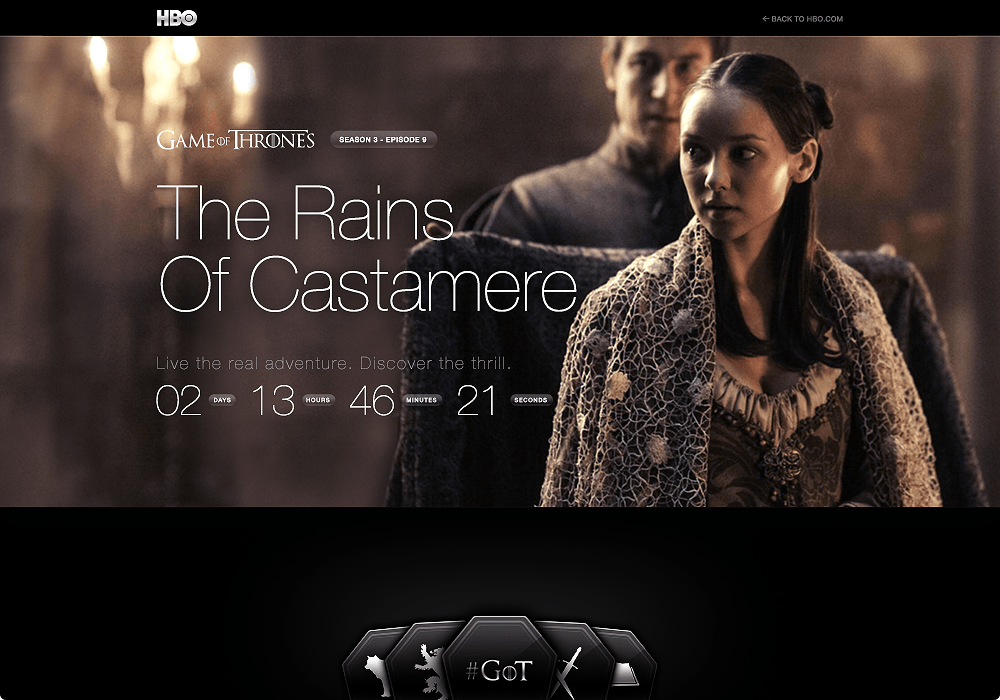 HBO
← BACK TO HBO.COM
GAME OF THRONES
SEASON 3 - EPISODE 9
The Rains
Of Castamere
Live the real adventure. Discover the thrill.
02 DAYS 13 HOURS 46 MINUTES 21 SECONDS
#GoT